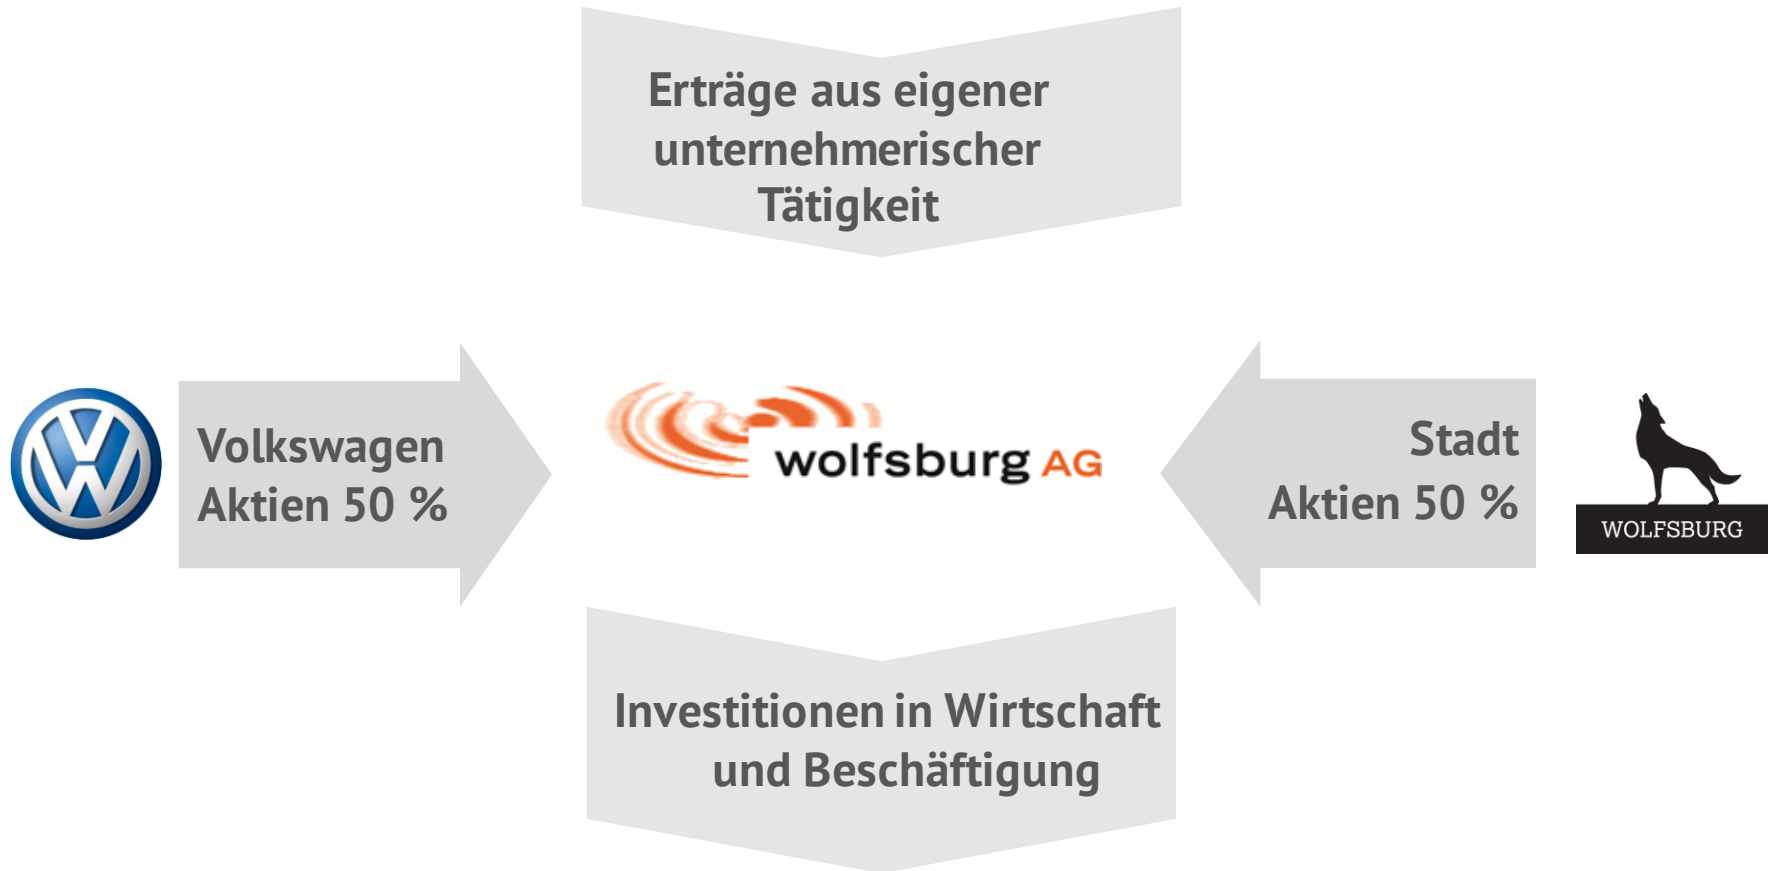 Erträge aus eigener
unternehmerischer
Tätigkeit
Volkswagen
Aktien 50 %
wolfsburg AG
Stadt
Aktien 50 %
WOLFSBURG
Investitionen in Wirtschaft
und Beschäftigung